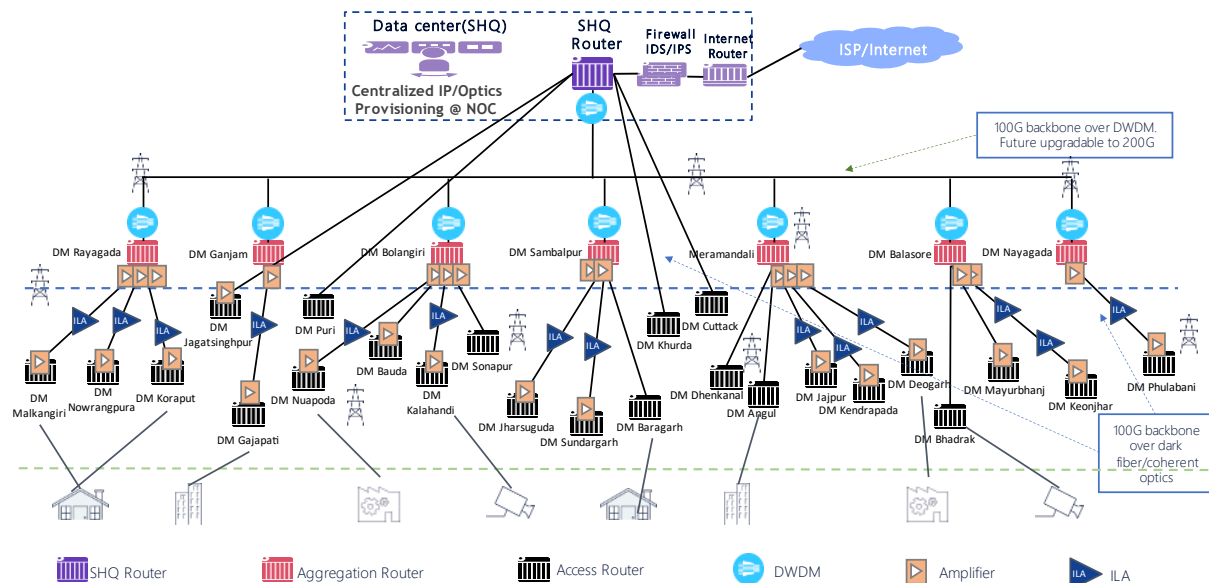 Data center(SHQ)
SHQ
Router
Firewall
IDS/IPS
Internet
Router
ISP/Internet
Centralized IP/Optics
Provisioning @ NOC
100G backbone over DWDM.
Future upgradable to 200G
DM Rayagada
DM Ganjam
DM Bolangiri
DM Sambalpur
Meramandali
DM Balasore
DM Nayagada
DM
Jagatsinghpur
DM Puri
DM Khurda
DM Cuttack
ILA
ILA
ILA
ILA
ILA
ILA
ILA
ILA
ILA
ILA
ILA
ILA
DM
Malkangiri
DM
Nowrangpura
DM Koraput
DM Gajapati
DM Nuapoda
DM Bauda
DM
Kalahandi
DM Sonapur
DM Jharsuguda
DM Sundargarh
DM Baragarh
DM Dhenkanal
DM Angul
DM Jajpur
DM Kendrapada
DM Deogarh
DM Bhadrak
DM Mayurbhanj
DM Keonjhar
DM Phulabani
100G backbone
over dark
fiber/coherent
optics
SHQ Router
Aggregation Router
Access Router
DWDM
Amplifier
ILA
ILA